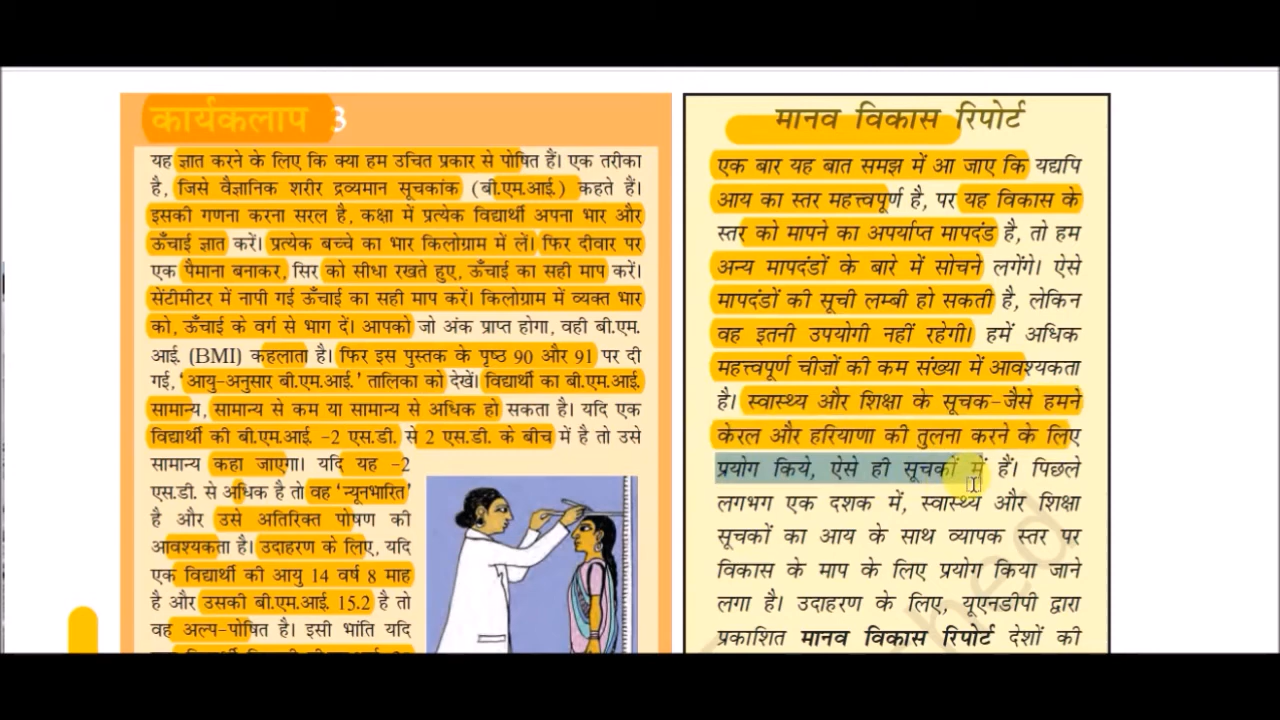 कार्यकलाप 3
यह ज्ञात करने के लिए कि क्या हम उचित प्रकार से पोषित हैं। एक तरीका
है, जिसे वैज्ञानिक शरीर द्रव्यमान सूचकांक (बी.एम.आई.) कहते हैं।
इसकी गणना करना सरल है, कक्षा में प्रत्येक विद्यार्थी अपना भार और
ऊँचाई ज्ञात करें। प्रत्येक बच्चे का भार किलोग्राम में लें। फिर दीवार पर
एक पैमाना बनाकर, सिर को सीधा रखते हुए, ऊँचाई का सही माप करें।
सेंटीमीटर में नापी गई ऊँचाई का सही माप करें। किलोग्राम में व्यक्त भार
को, ऊँचाई के वर्ग से भाग दें। आपको जो अंक प्राप्त होगा, वही बी.एम.
आई. (BMI) कहलाता है। फिर इस पुस्तक के पृष्ठ 90 और 91 पर दी
गई, 'आयु-अनुसार बी.एम.आई.' तालिका को देखें। विद्यार्थी का बी.एम.आई.
सामान्य, सामान्य से कम या सामान्य से अधिक हो सकता है। यदि एक
विद्यार्थी की बी.एम.आई -2 एस.डी. से 2 एस.डी. के बीच में है तो उसे
सामान्य कहा जाएगा। यदि यह -2
एस.डी. से अधिक है तो वह 'न्यूनभारित'
है और उसे अतिरिक्त पोषण की
आवश्यकता है। उदाहरण के लिए, यदि
एक विद्यार्थी की आयु 14 वर्ष 8 माह
है और उसकी बी.एम.आई. 15.2 है तो
वह अल्प-पोषित है। इसी भांति यदि
मानव विकास रिपोर्ट
एक बार यह बात समझ में आ जाए कि यद्यपि
आय का स्तर महत्त्वपूर्ण है, पर यह विकास के
स्तर को मापने का अपर्याप्त मापदंड है, तो हम
अन्य मापदंडों के बारे में सोचने लगेंगे। ऐसे
मापदंडों की सूची लम्बी हो सकती है, लेकिन
वह इतनी उपयोगी नहीं रहेगी। हमें अधिक
महत्त्वपूर्ण चीज़ों की कम संख्या में आवश्यकता
है। स्वास्थ्य और शिक्षा के सूचक-जैसे हमने
केरल और हरियाणा की तुलना करने के लिए
प्रयोग किये, ऐसे ही सूचकों में हैं। पिछले
लगभग एक दशक में, स्वास्थ्य और शिक्षा
सूचकों का आय के साथ व्यापक स्तर पर
विकास के माप के लिए प्रयोग किया जाने
लगा है। उदाहरण के लिए, यूएनडीपी द्वारा
प्रकाशित मानव विकास रिपोर्ट देशों की